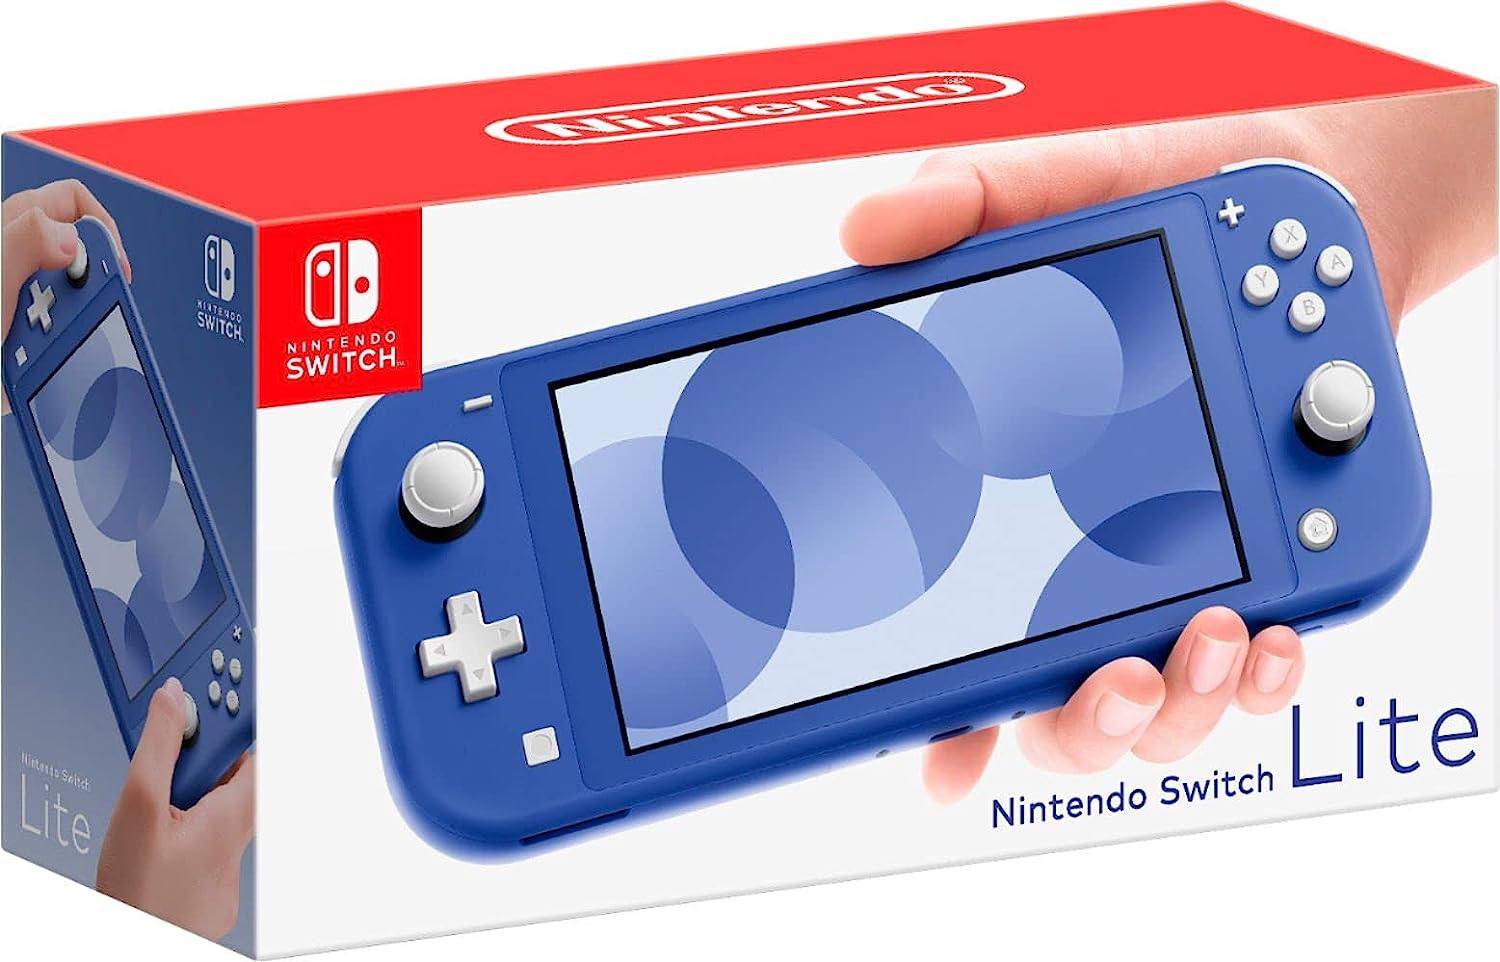 Nintendo
NINTENDO
SWITCH
NINTENDO
SWITCH
X
Y
A
B
Nintendo Switch Lite
Nintendo Switch
Lite